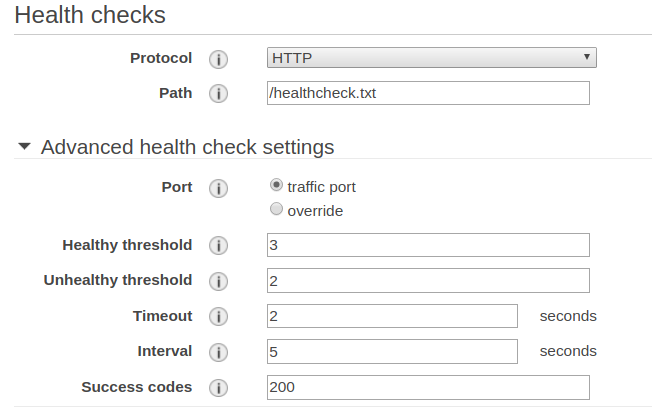 Health checks
Protocol HTTP
Path /healthcheck.txt
Advanced health check settings
Port traffic port
override
Healthy threshold 3
Unhealthy threshold 2
Timeout 2 seconds
Interval 5 seconds
Success codes 200